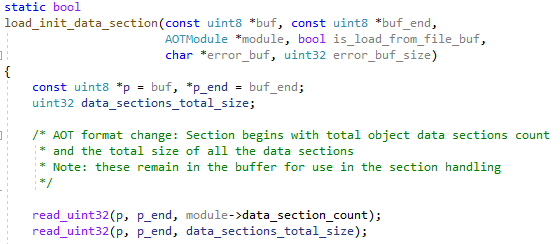 static bool
load_init_data_section(const uint8 *buf, const uint8 *buf_end,
AOTModule *module, bool is_load_from_file_buf,
char *error_buf, uint32 error_buf_size)
{
const uint8 *p = buf, *p_end = buf_end;
uint32 data_sections_total_size;
/* AOT format change: Section begins with total object data sections count
* and the total size of all the data sections
* Note: these remain in the buffer for use in the section handling
*/
read_uint32(p, p_end, module->data_section_count);
read_uint32(p, p_end, data_sections_total_size);